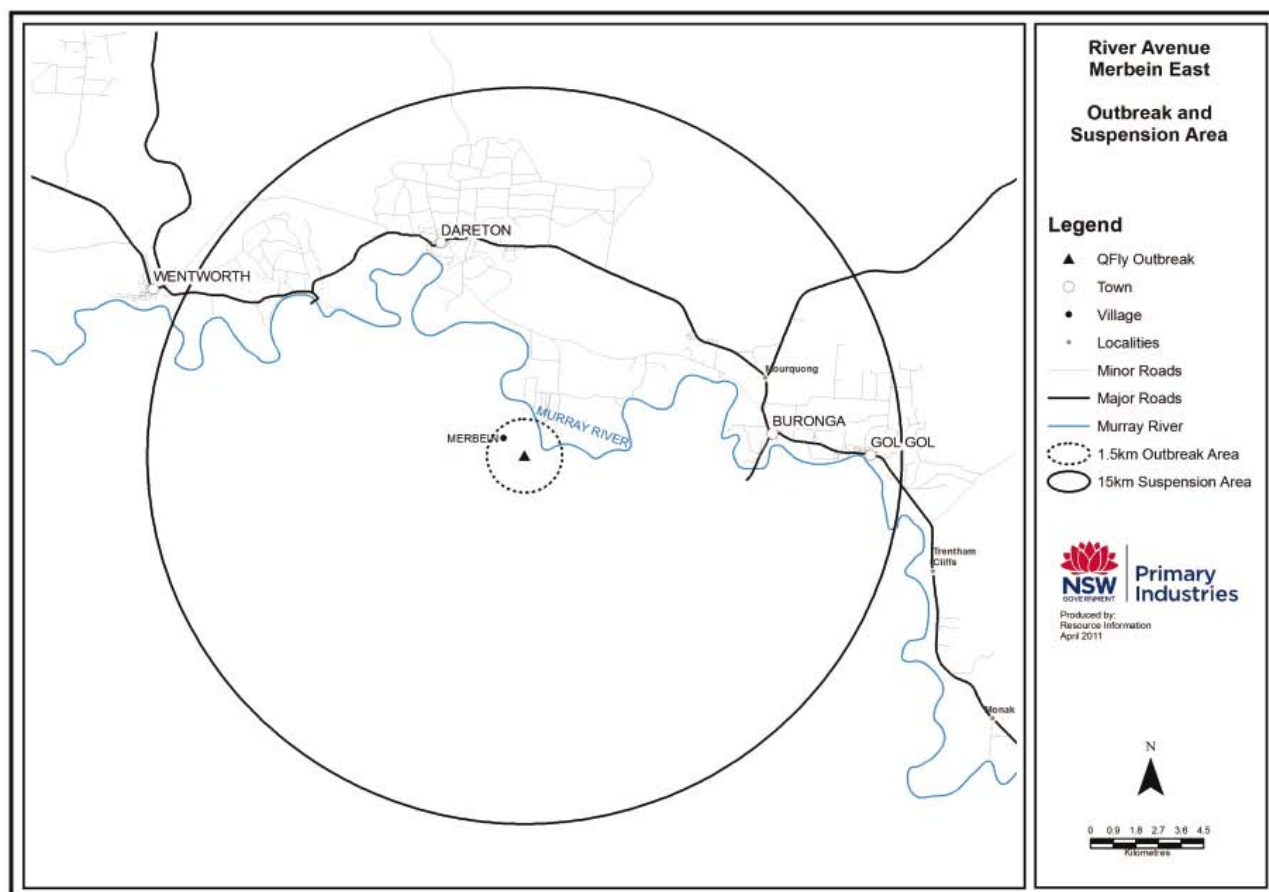 River Avenue
Merbein East
Outbreak and
Suspension Area
Legend
QFly Outbreak
Town
Village
Localities
Minor Roads
Major Roads
Murray River
1.5km Outbreak Area
15km Suspension Area
NSW
GOVERNMENT
Primary
Industries
Produced by:
Resource Information
April 2011
N
0 0.9 1.8 2.7 3.6 4.5
Kilometres
DARETON
WENTWORTH
Mourquong
MURRAY RIVER
BURONGA
MERBEIN
GOL GOL
Trentham
Cliffs
Monak